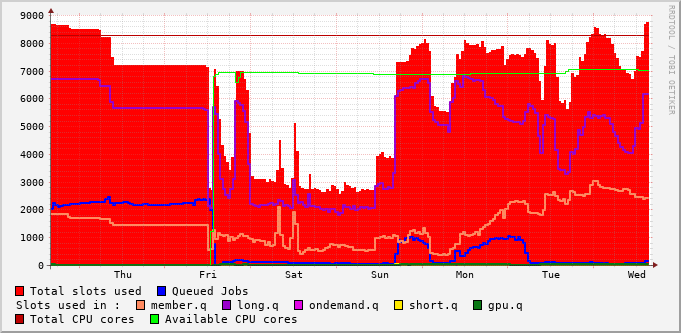 9000
8000
7000
6000
5000
4000
3000
2000
1000
0
Thu Fri Sat Sun Mon Tue Wed
RRDTOOL / TOBI OETIKER
Total slots used Queued Jobs
Slots used in : member.q long.q ondemand.q short.q gpu.q
Total CPU cores Available CPU cores